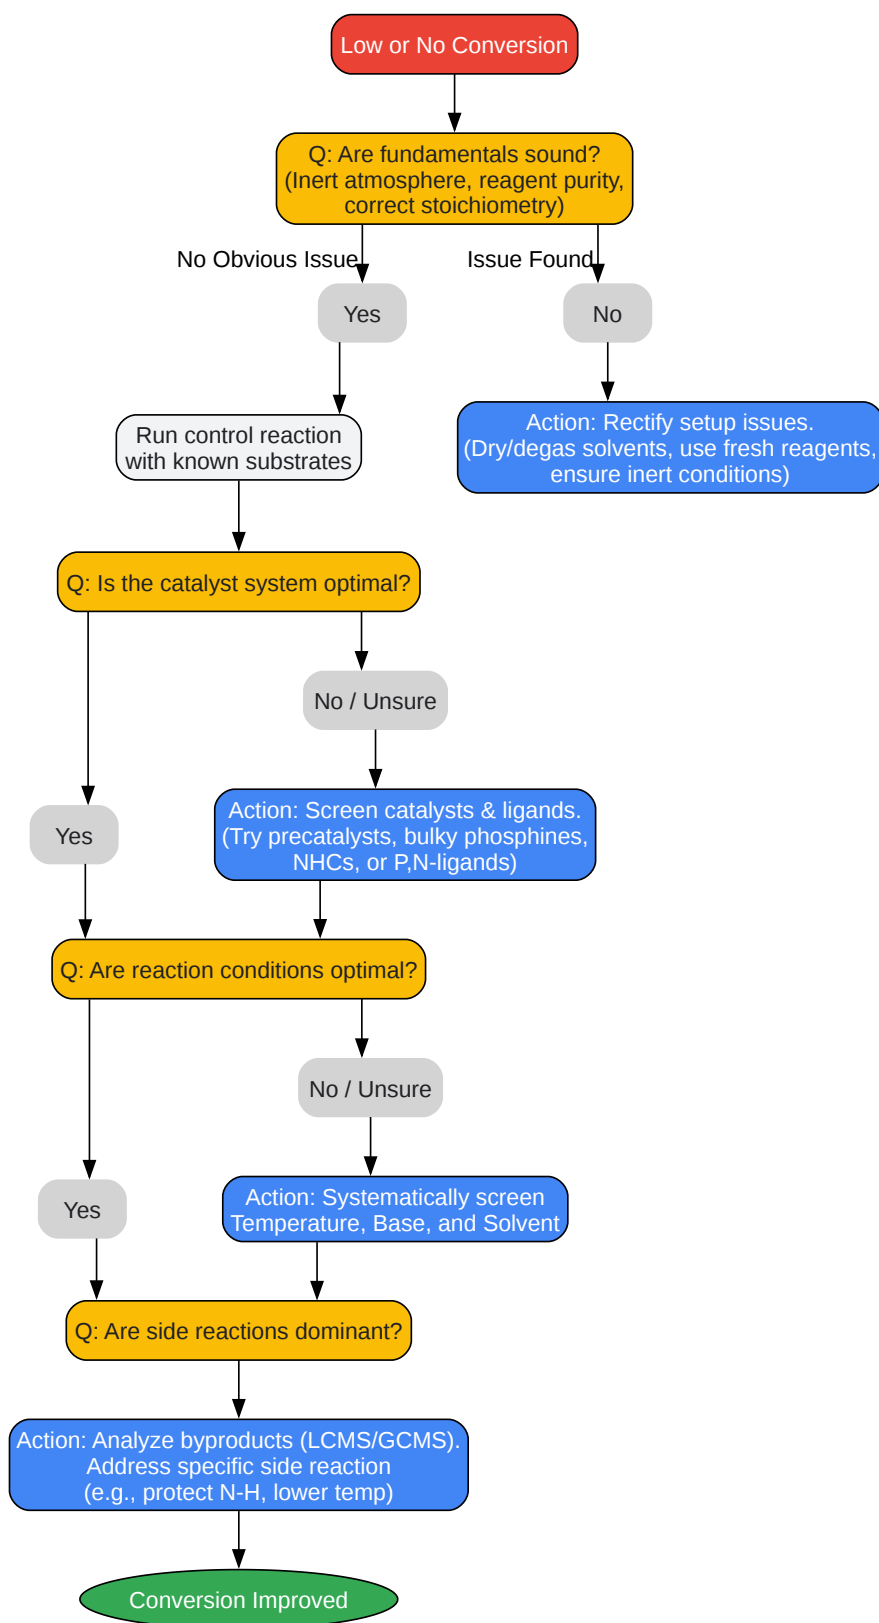 Low or No Conversion
Q: Are fundamentals sound?
(Inert atmosphere, reagent purity,
correct stoichiometry)
No Obvious Issue
Issue Found
Yes
No
Run control reaction
with known substrates
Action: Rectify setup issues.
(Dry/degas solvents, use fresh reagents,
ensure inert conditions)
Q: Is the catalyst system optimal?
No / Unsure
Yes
Action: Screen catalysts & ligands.
(Try precatalysts, bulky phosphines,
NHCs, or P,N-ligands)
Q: Are reaction conditions optimal?
No / Unsure
Yes
Action: Systematically screen
Temperature, Base, and Solvent
Q: Are side reactions dominant?
Action: Analyze byproducts (LCMS/GCMS).
Address specific side reaction
(e.g., protect N-H, lower temp)
Conversion Improved